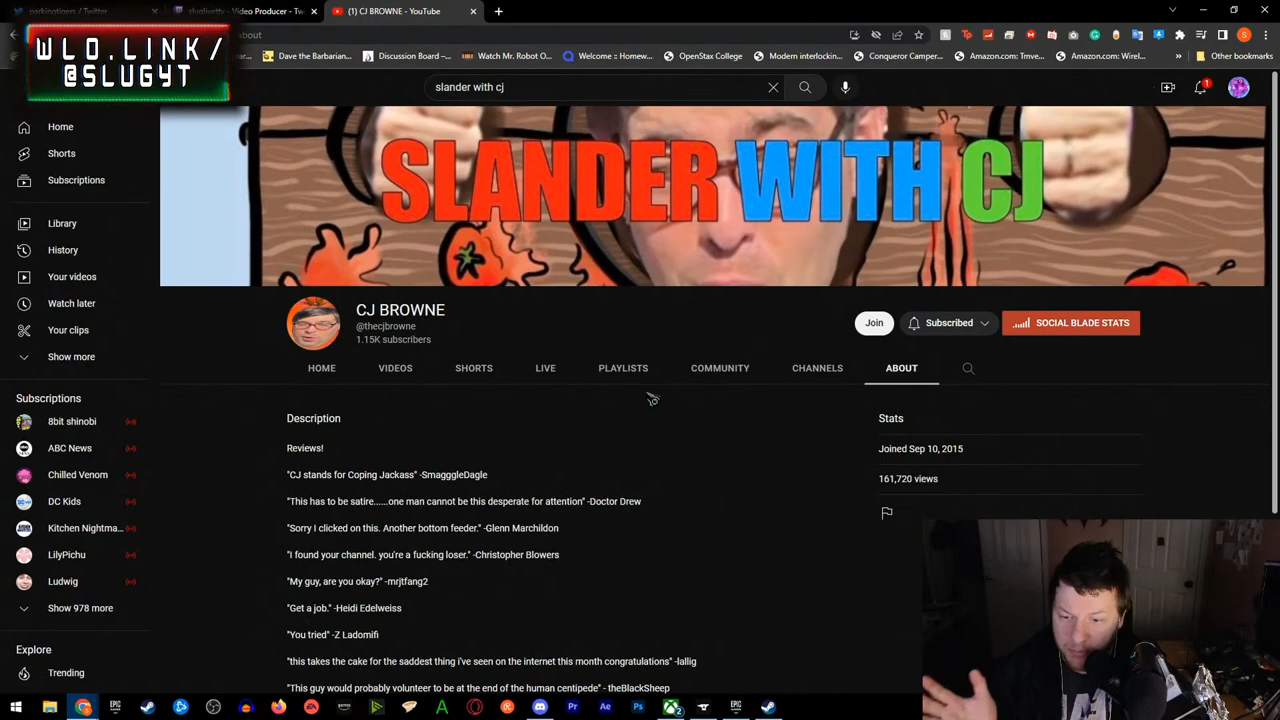 parkingtigers / Twitter
sluglivettv - Video Producer - Tw
(1) CJ BROWNE - YouTube
WLO.LINK/
@SLUGYT
about
Dave the Barbarian...
Discussion Board –...
Watch Mr. Robot O...
Welcome :: Homew...
OpenStax College
Modern interlockin...
Conqueror Camper...
Amazon.com: Tmve...
Amazon.com: Wirel...
Other bookmarks
slander with cj
1
Home
Shorts
Subscriptions
Library
History
Your videos
Watch later
Your clips
Show more
Subscriptions
8bit shinobi
ABC News
Chilled Venom
DC Kids
Kitchen Nightma...
LilyPichu
Ludwig
Show 978 more
Explore
Trending
SLANDER WITH CJ
CJ BROWNE
@thecjbrowne
1.15K subscribers
Join
Subscribed
SOCIAL BLADE STATS
HOME
VIDEOS
SHORTS
LIVE
PLAYLISTS
COMMUNITY
CHANNELS
ABOUT
Description
Reviews!
"CJ stands for Coping Jackass" -SmagggleDagle
"This has to be satire......one man cannot be this desperate for attention" -Doctor Drew
"Sorry I clicked on this. Another bottom feeder." -Glenn Marchildon
"I found your channel. you're a fucking loser." -Christopher Blowers
"My guy, are you okay?" -mrjtfang2
"Get a job." -Heidi Edelweiss
"You tried" -Z Ladomifi
"this takes the cake for the saddest thing i've seen on the internet this month congratulations" -lallig
"This guy would probably volunteer to be at the end of the human centipede" - theBlackSheep
Stats
Joined Sep 10, 2015
161,720 views